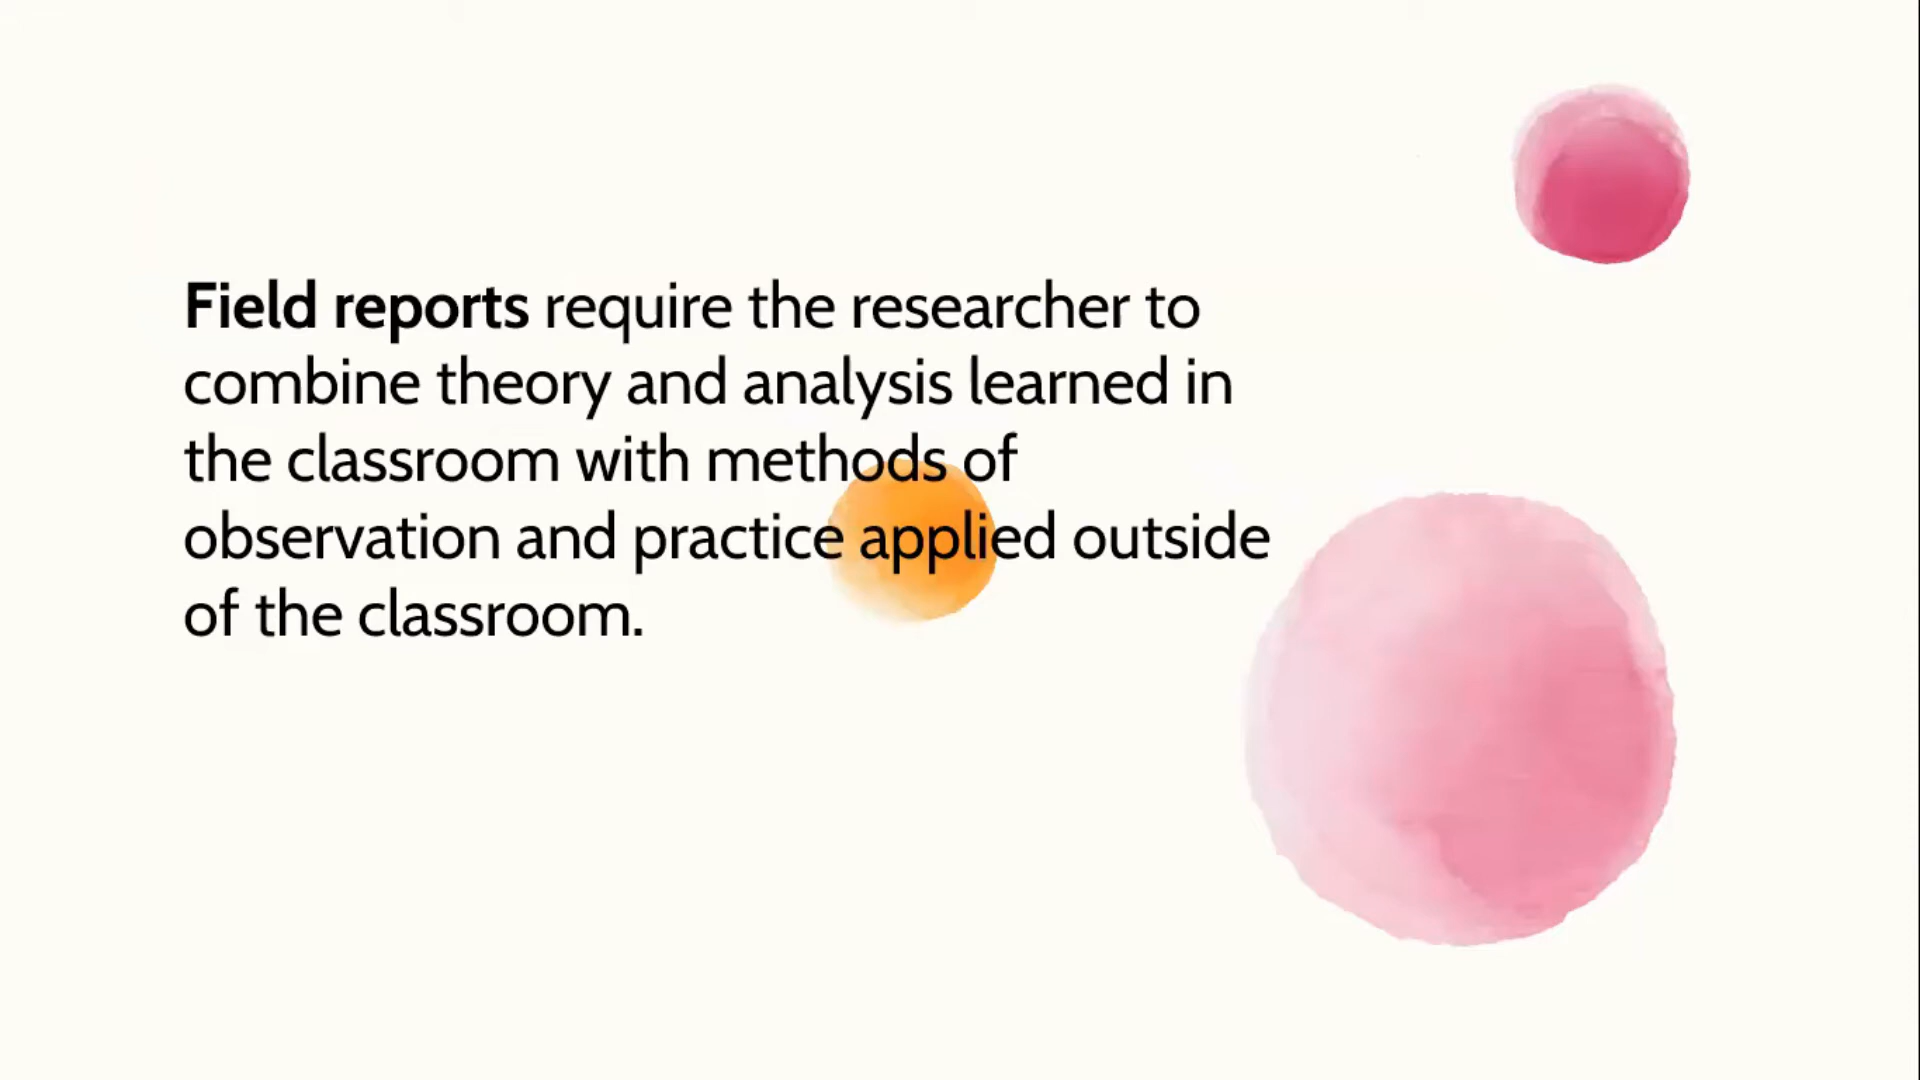 Field reports require the researcher to
combine theory and analysis learned in
the classroom with methods of
observation and practice applied outside
of the classroom.